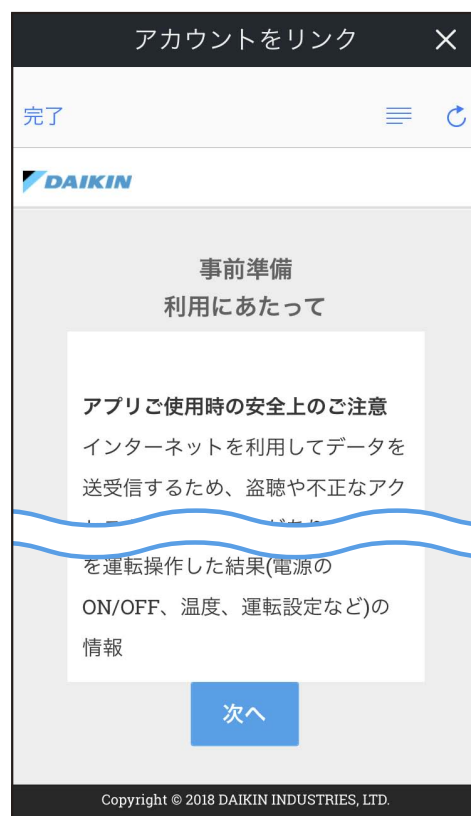 アカウントをリンク
完了
DAIKIN
事前準備
利用にあたって
アプリご使用時の安全上のご注意
インターネットを利用してデータを
送受信するため、盗聴や不正なアク
を運転操作した結果(電源の
ON/OFF、温度、運転設定など)の
情報
次へ
Copyright © 2018 DAIKIN INDUSTRIES, LTD.